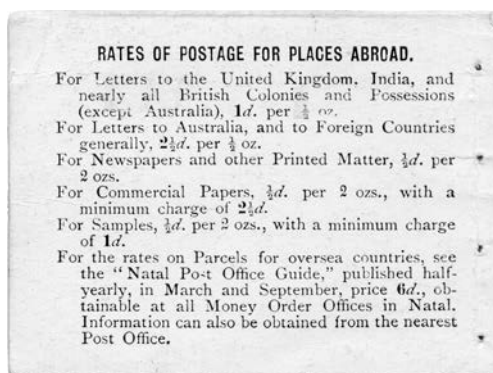 RATES OF POSTAGE FOR PLACES ABROAD.
For Letters to the United Kingdom, India, and
nearly all British Colonies and Possessions
(except Australia), 1d. per ½ oz.
For Letters to Australia, and to Foreign Countries
generally, 2½d. per ½ oz.
For Newspapers and other Printed Matter, ½d. per
2 ozs.
For Commercial Papers, ½d. per 2 ozs., with a
minimum charge of 2½d.
For Samples, ½d. per 2 ozs., with a minimum charge
of 1d.
For the rates on Parcels for oversea countries, see
the "Natal Post Office Guide," published half-
yearly, in March and September, price 6d., ob-
tainable at all Money Order Offices in Natal.
Information can also be obtained from the nearest
Post Office.